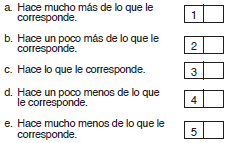 a. Hace mucho más de lo que le
corresponde.
1
b. Hace un poco más de lo que le
corresponde.
2
c. Hace lo que le corresponde.
3
d. Hace un poco menos de lo que
le corresponde.
4
e. Hace mucho menos de lo que le
corresponde.
5